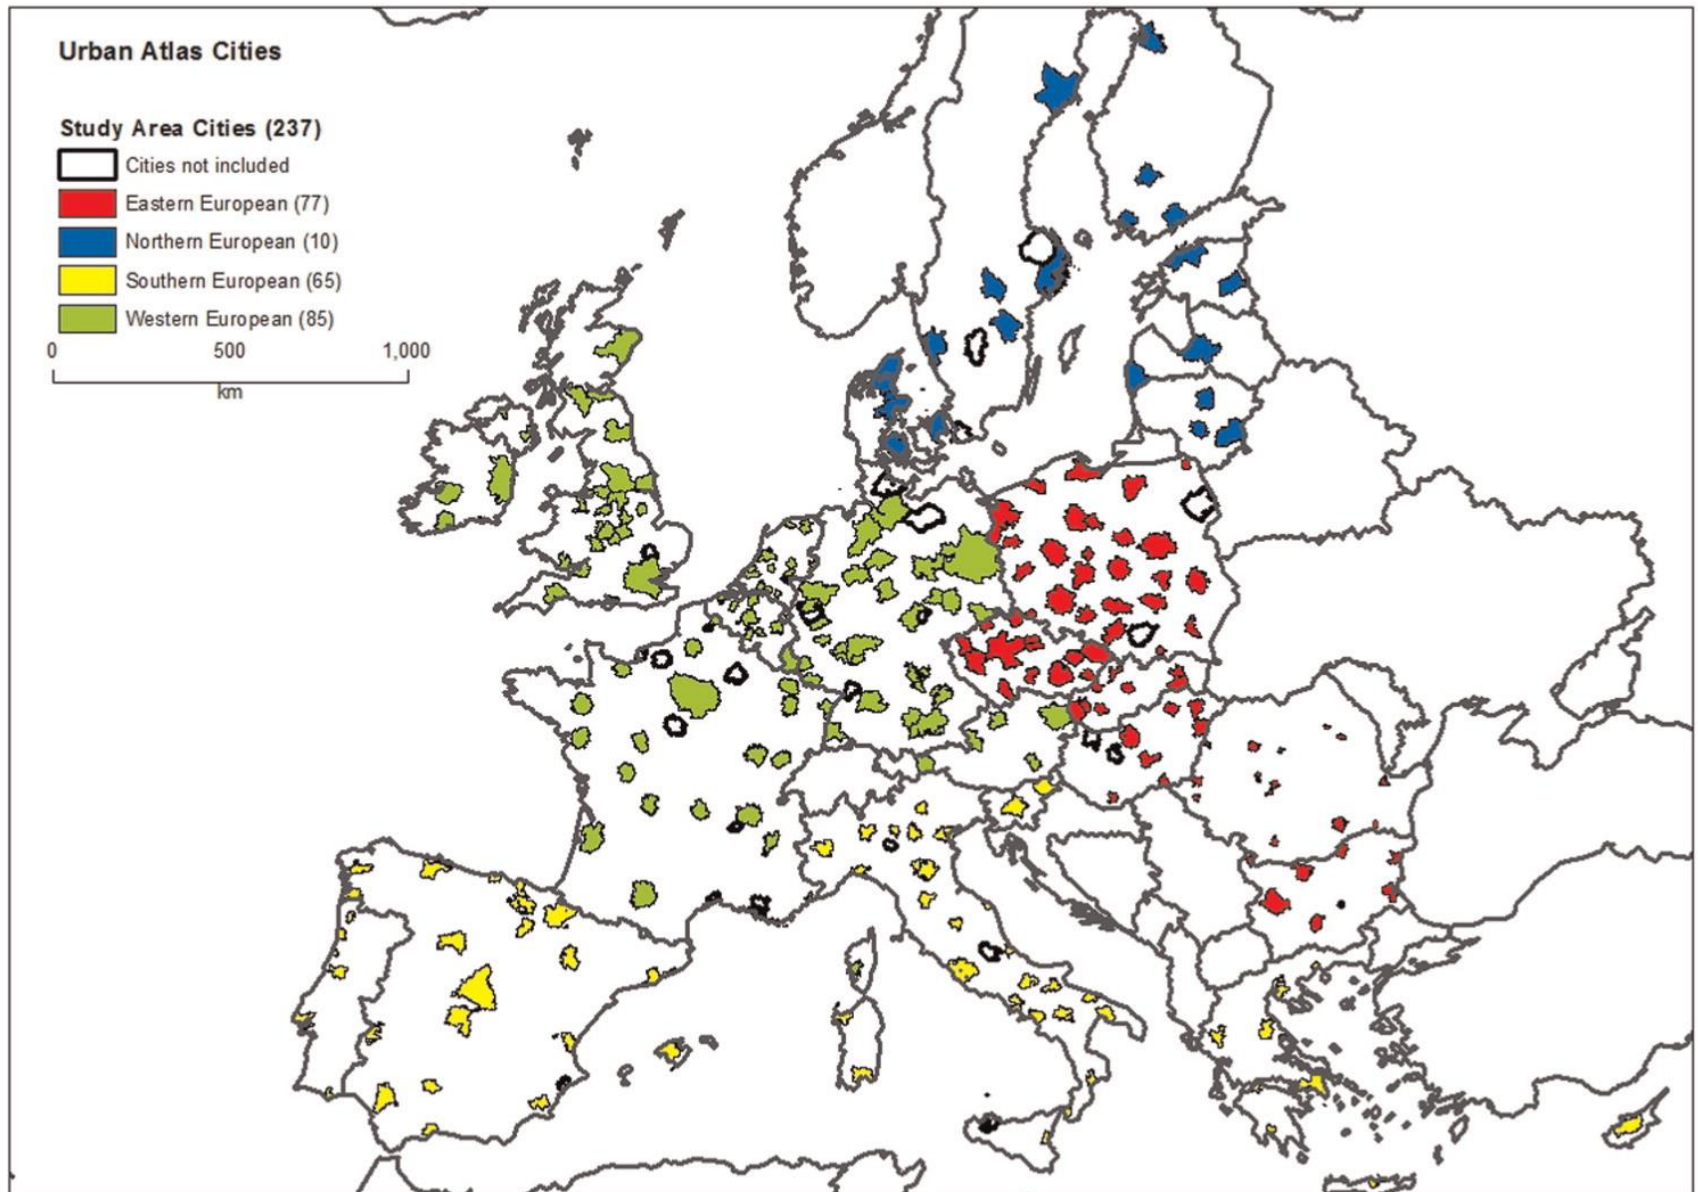 Urban Atlas Cities
Study Area Cities (237)
Cities not included
Eastern European (77)
Northern European (10)
Southern European (65)
Western European (85)
0 500 1,000
km